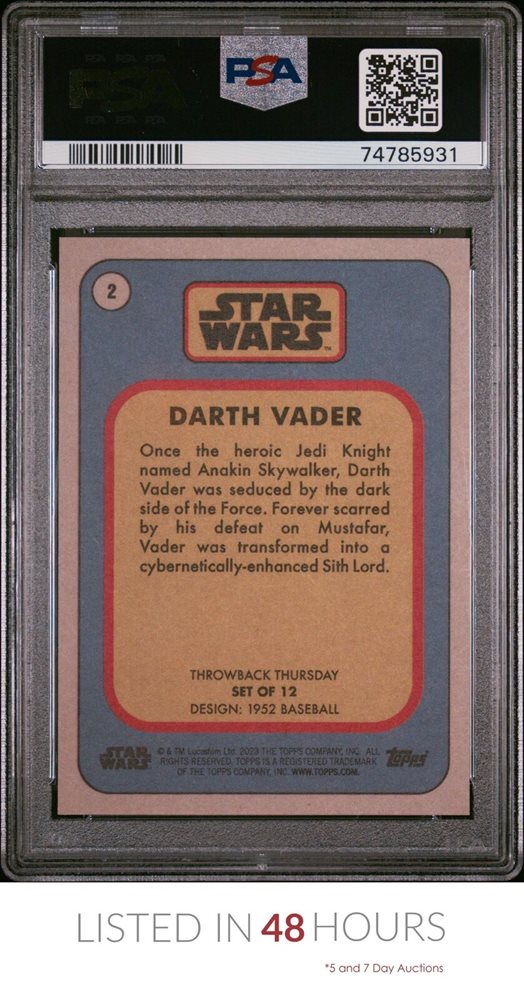 PSA
74785931
2
STAR
WARS
TM
DARTH VADER
Once the heroic Jedi Knight
named Anakin Skywalker, Darth
Vader was seduced by the dark
side of the Force. Forever scarred
by his defeat on Mustafar,
Vader was transformed into a
cybernetically-enhanced Sith Lord.
THROWBACK THURSDAY
SET OF 12
DESIGN: 1952 BASEBALL
STAR
WARS
© & TM Lucasfilm Ltd. 2023 THE TOPPS COMPANY, INC. ALL
RIGHTS RESERVED. TOPPS IS A REGISTERED TRADEMARK
OF THE TOPPS COMPANY, INC. WWW.TOPPS.COM.
topps
LISTED IN 48 HOURS
*5 and 7 Day Auctions